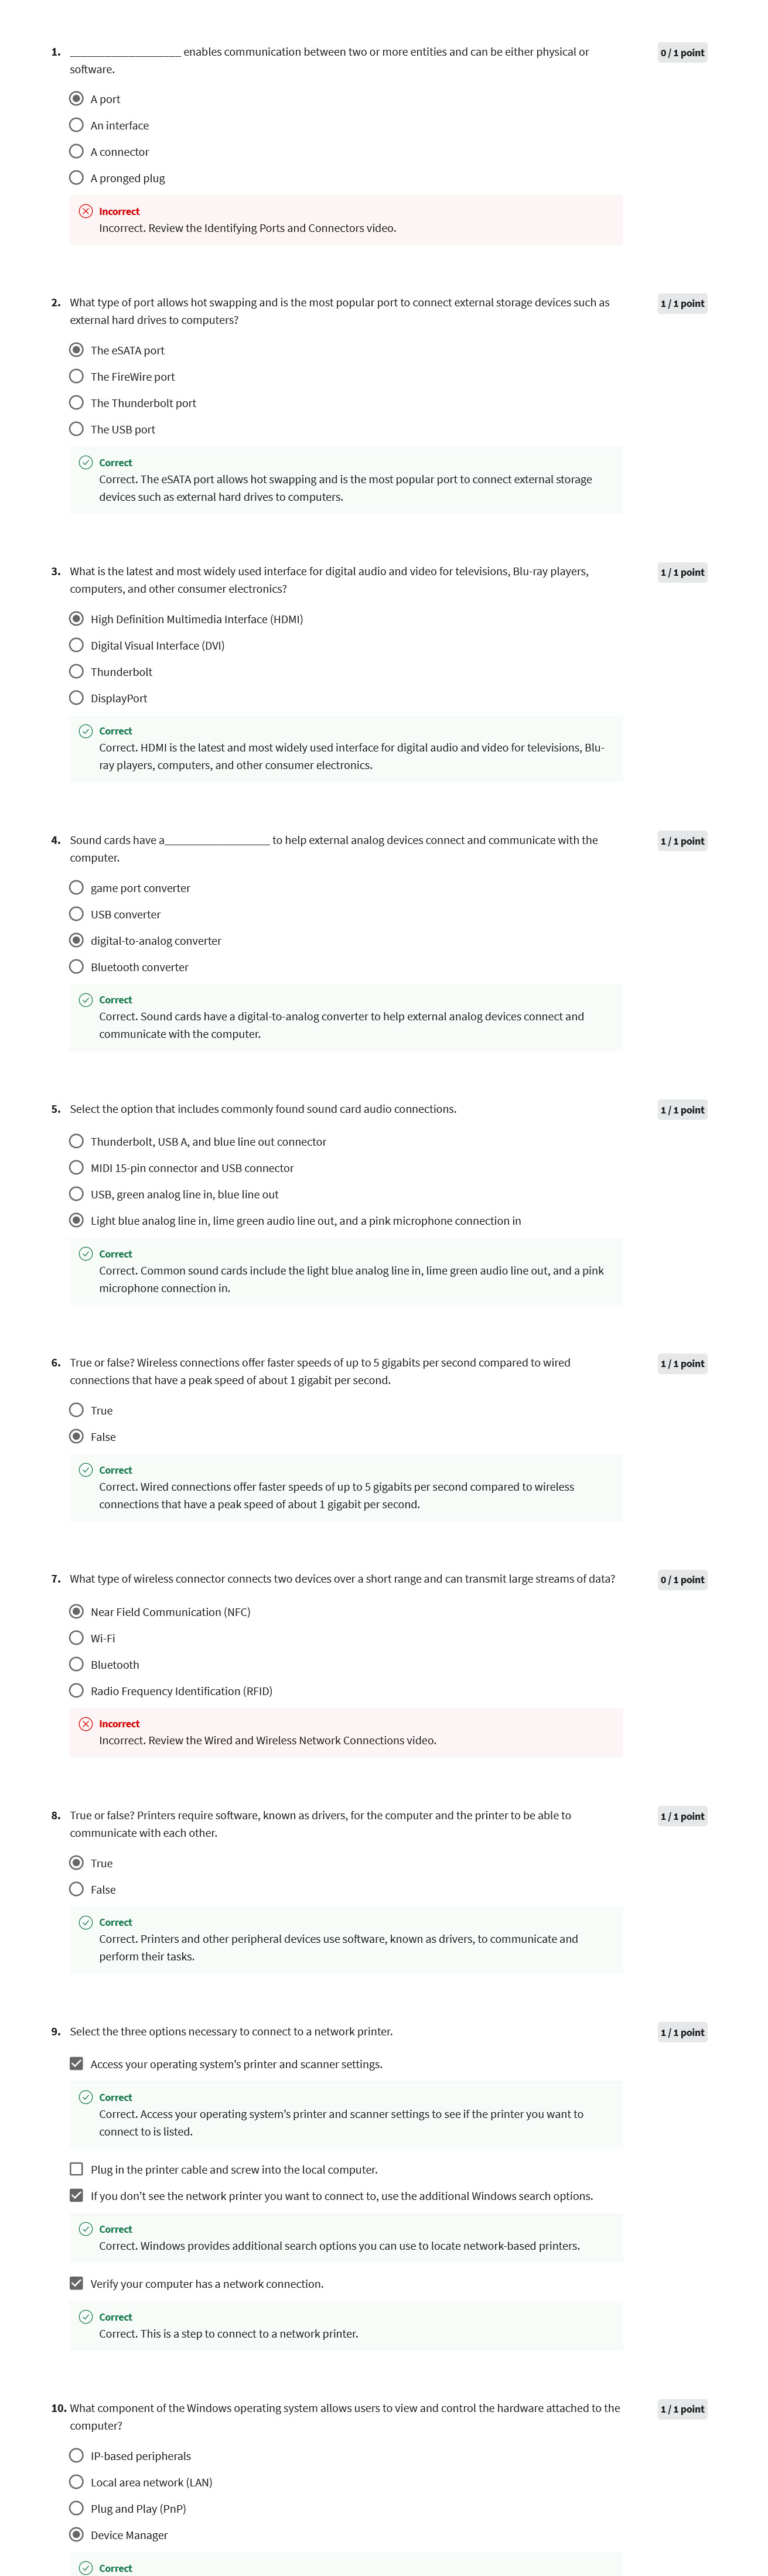 1. ___________________ enables communication between two or more entities and can be either physical or
software.
0 / 1 point
A port
An interface
A connector
A pronged plug
Incorrect
Incorrect. Review the Identifying Ports and Connectors video.
2. What type of port allows hot swapping and is the most popular port to connect external storage devices such as
external hard drives to computers?
1 / 1 point
The eSATA port
The FireWire port
The Thunderbolt port
The USB port
Correct
Correct. The eSATA port allows hot swapping and is the most popular port to connect external storage
devices such as external hard drives to computers.
3. What is the latest and most widely used interface for digital audio and video for televisions, Blu-ray players,
computers, and other consumer electronics?
1 / 1 point
High Definition Multimedia Interface (HDMI)
Digital Visual Interface (DVI)
Thunderbolt
DisplayPort
Correct
Correct. HDMI is the latest and most widely used interface for digital audio and video for televisions, Blu-
ray players, computers, and other consumer electronics.
4. Sound cards have a__________________ to help external analog devices connect and communicate with the
computer.
1 / 1 point
game port converter
USB converter
digital-to-analog converter
Bluetooth converter
Correct
Correct. Sound cards have a digital-to-analog converter to help external analog devices connect and
communicate with the computer.
5. Select the option that includes commonly found sound card audio connections.
1 / 1 point
Thunderbolt, USB A, and blue line out connector
MIDI 15-pin connector and USB connector
USB, green analog line in, blue line out
Light blue analog line in, lime green audio line out, and a pink microphone connection in
Correct
Correct. Common sound cards include the light blue analog line in, lime green audio line out, and a pink
microphone connection in.
6. True or false? Wireless connections offer faster speeds of up to 5 gigabits per second compared to wired
connections that have a peak speed of about 1 gigabit per second.
1 / 1 point
True
False
Correct
Correct. Wired connections offer faster speeds of up to 5 gigabits per second compared to wireless
connections that have a peak speed of about 1 gigabit per second.
7. What type of wireless connector connects two devices over a short range and can transmit large streams of data?
0 / 1 point
Near Field Communication (NFC)
Wi-Fi
Bluetooth
Radio Frequency Identification (RFID)
Incorrect
Incorrect. Review the Wired and Wireless Network Connections video.
8. True or false? Printers require software, known as drivers, for the computer and the printer to be able to
communicate with each other.
1 / 1 point
True
False
Correct
Correct. Printers and other peripheral devices use software, known as drivers, to communicate and
perform their tasks.
9. Select the three options necessary to connect to a network printer.
1 / 1 point
Access your operating system’s printer and scanner settings.
Correct
Correct. Access your operating system’s printer and scanner settings to see if the printer you want to
connect to is listed.
Plug in the printer cable and screw into the local computer.
If you don’t see the network printer you want to connect to, use the additional Windows search options.
Correct
Correct. Windows provides additional search options you can use to locate network-based printers.
Verify your computer has a network connection.
Correct
Correct. This is a step to connect to a network printer.
10. What component of the Windows operating system allows users to view and control the hardware attached to the
computer?
1 / 1 point
IP-based peripherals
Local area network (LAN)
Plug and Play (PnP)
Device Manager
Correct